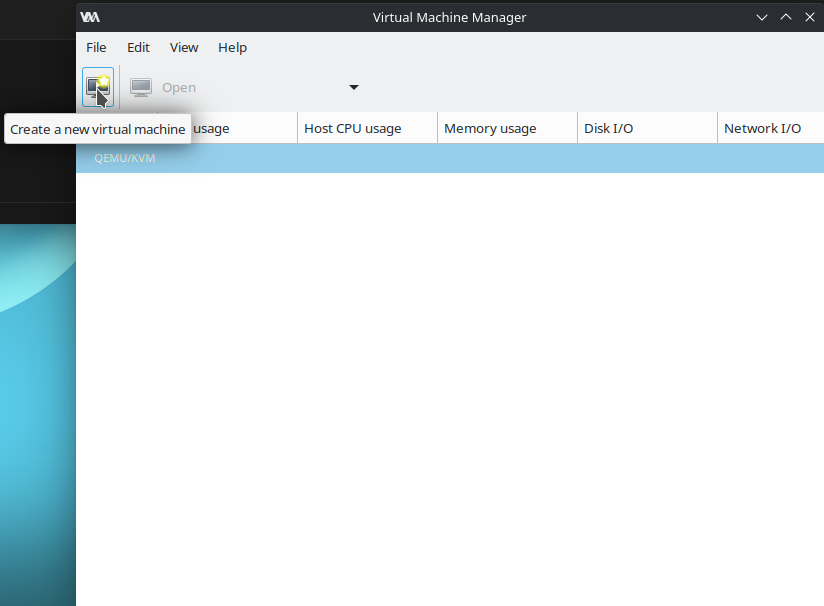 Virtual Machine Manager
File Edit View Help
Open
Create a new virtual machine
usage Host CPU usage Memory usage Disk I/O Network I/O
QEMU/KVM